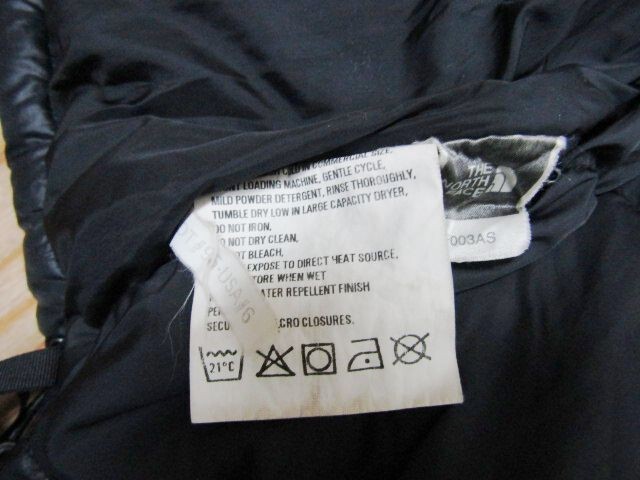 COMMERCIAL SIZE,
LOADING MACHINE, GENTLE CYCLE,
MILD POWDER DETERGENT, RINSE THOROUGHLY,
TUMBLE DRY LOW IN LARGE CAPACITY DRYER,
DO NOT IRON,
DO NOT DRY CLEAN,
BLEACH,
EXPOSE TO DIRECT HEAT SOURCE,
STORE WHEN WET
WATER REPELLENT FINISH
CLOSURES.
21°C
USA#6
THE
NORTH
FACE
003AS